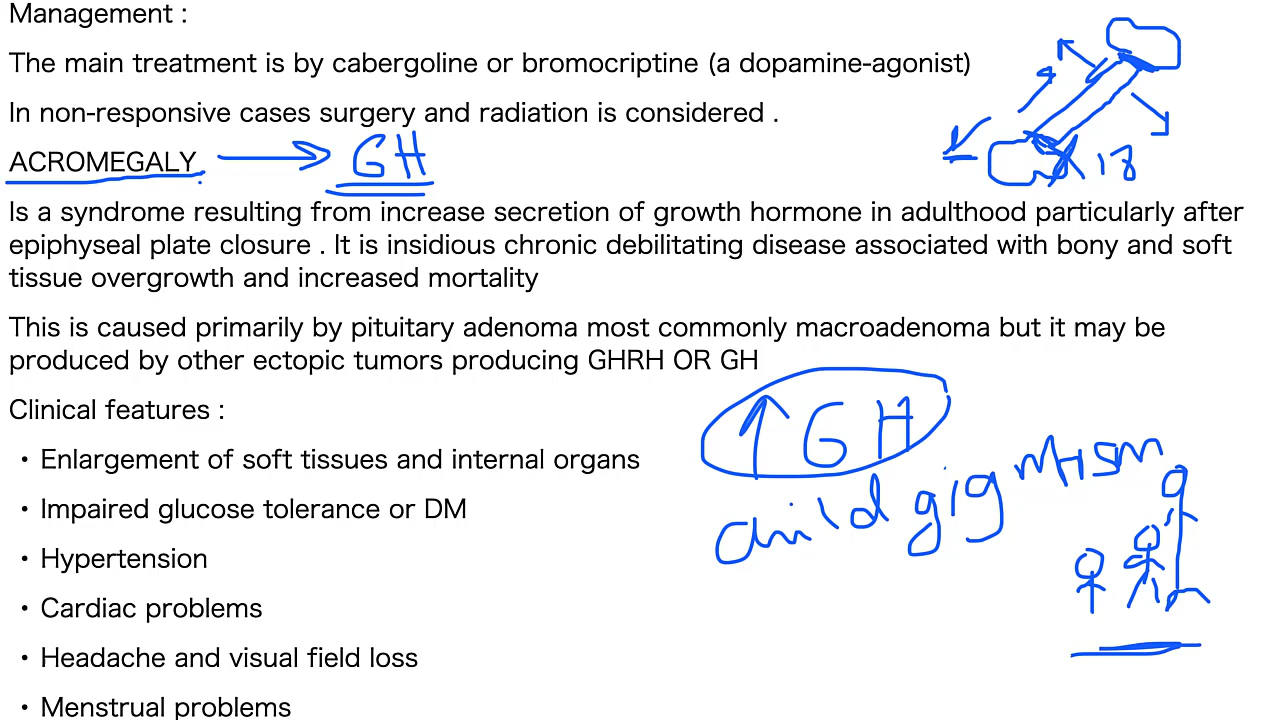 Management :
The main treatment is by cabergoline or bromocriptine (a dopamine-agonist)
In non-responsive cases surgery and radiation is considered .
ACROMEGALY GH
18
Is a syndrome resulting from increase secretion of growth hormone in adulthood particularly after
epiphyseal plate closure . It is insidious chronic debilitating disease associated with bony and soft
tissue overgrowth and increased mortality
This is caused primarily by pituitary adenoma most commonly macroadenoma but it may be
produced by other ectopic tumors producing GHRH OR GH
Clinical features :
↑ GH
• Enlargement of soft tissues and internal organs
child
• Impaired glucose tolerance or DM
• Hypertension
• Cardiac problems
• Headache and visual field loss
• Menstrual problems